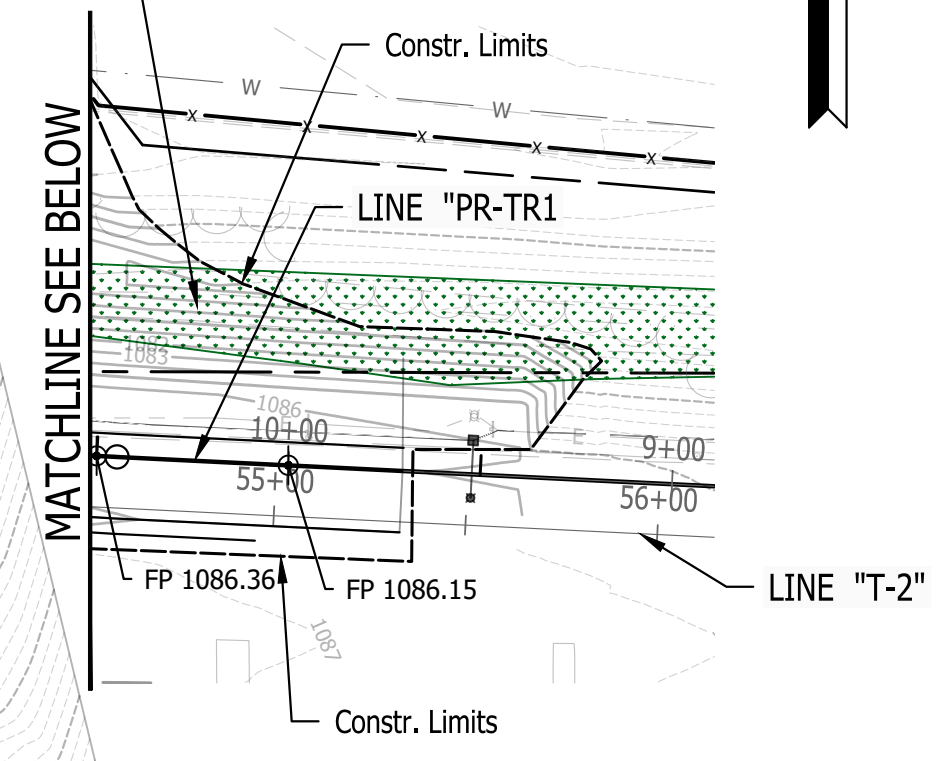 Constr. Limits
W
W
x
x
x
x
x
LINE "PR-TR1
MATCHLINE SEE BELOW
1082
1083
1086
10+00
E
9+00
55+00
56+00
FP 1086.36
FP 1086.15
LINE "T-2"
1087
Constr. Limits